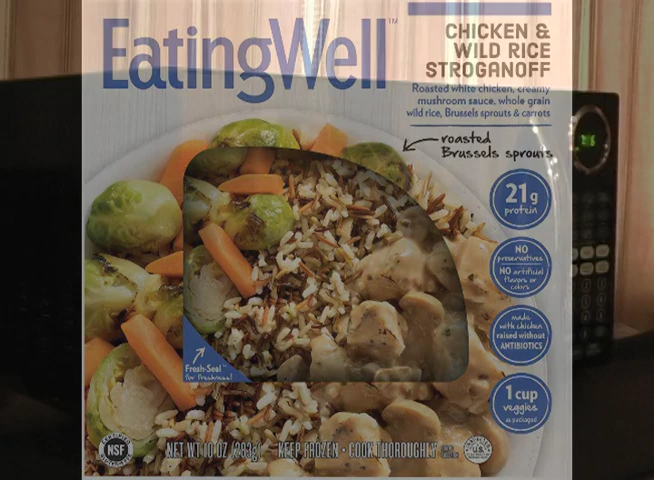 EatingWell™
CHICKEN &
WILD RICE
STROGANOFF
Roasted white chicken, creamy
mushroom sauce, whole grain
wild rice, Brussels sprouts & carrots
roasted
Brussels sprouts
21g
protein
NO
preservatives
NO artificial
flavors or
colors
made
with chicken
raised without
ANTIBIOTICS
1 cup
veggies
as packaged
Fresh-Seal™
for Freshness!
NSF
NET WT 10 OZ (283g) KEEP FROZEN • COOK THOROUGHLY